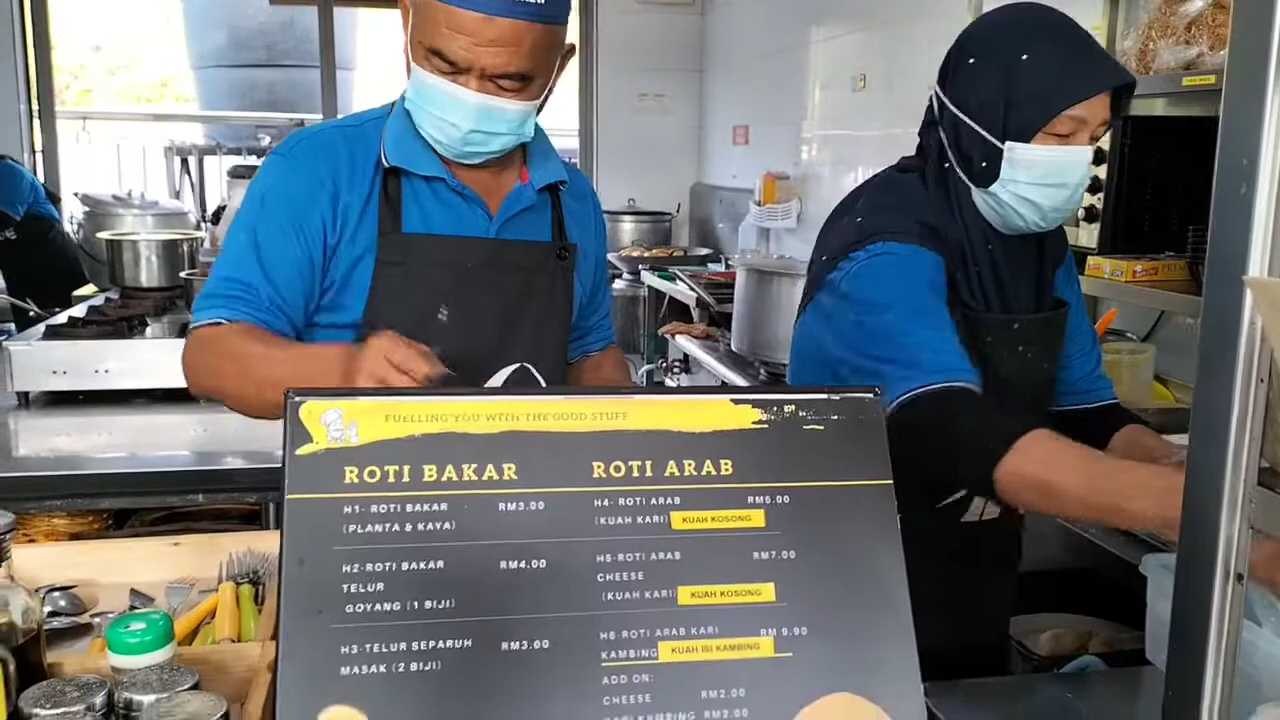 FUELLING YOU WITH THE GOOD STUFF
ROTI BAKAR
H1- ROTI BAKAR RM3.00
(PLANTA & KAYA)
H2-ROTI BAKAR RM4.00
TELUR
GOYANG (1 BIJI)
H3-TELUR SEPARUH RM3.00
MASAK (2 BIJI)
ROTI ARAB
H4- ROTI ARAB RM5.00
(KUAH KARI) KUAH KOSONG
H5-ROTI ARAB RM7.00
CHEESE
(KUAH KARI) KUAH KOSONG
H6-ROTI ARAB KARI RM 9.90
KAMBING KUAH ISI KAMBING
ADD ON:
CHEESE RM2.00
KAMBING RM2.00